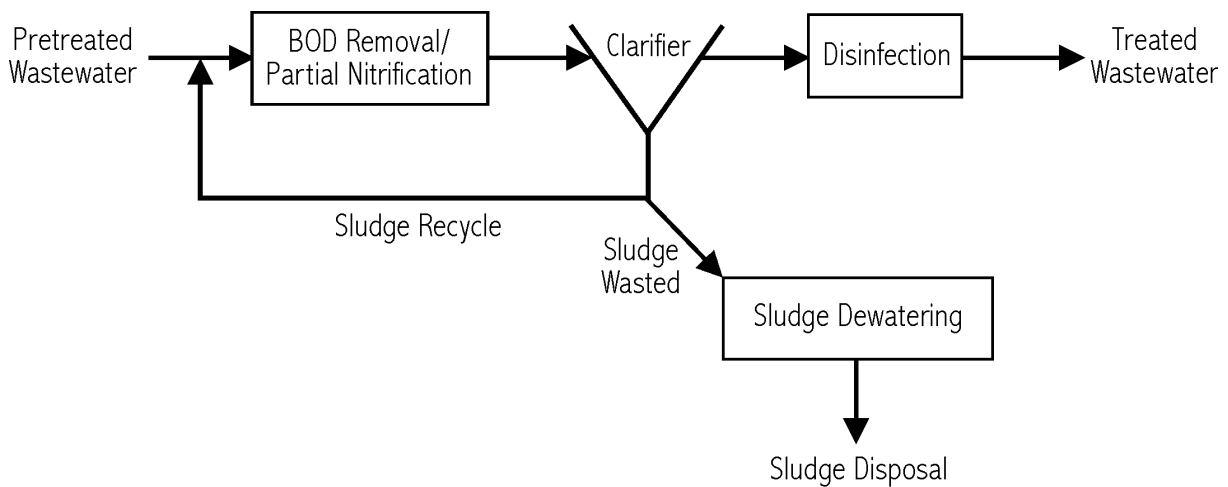 Pretreated
Wastewater
BOD Removal/
Partial Nitrification
Clarifier
Disinfection
Treated
Wastewater
Sludge Recycle
Sludge
Wasted
Sludge Dewatering
Sludge Disposal